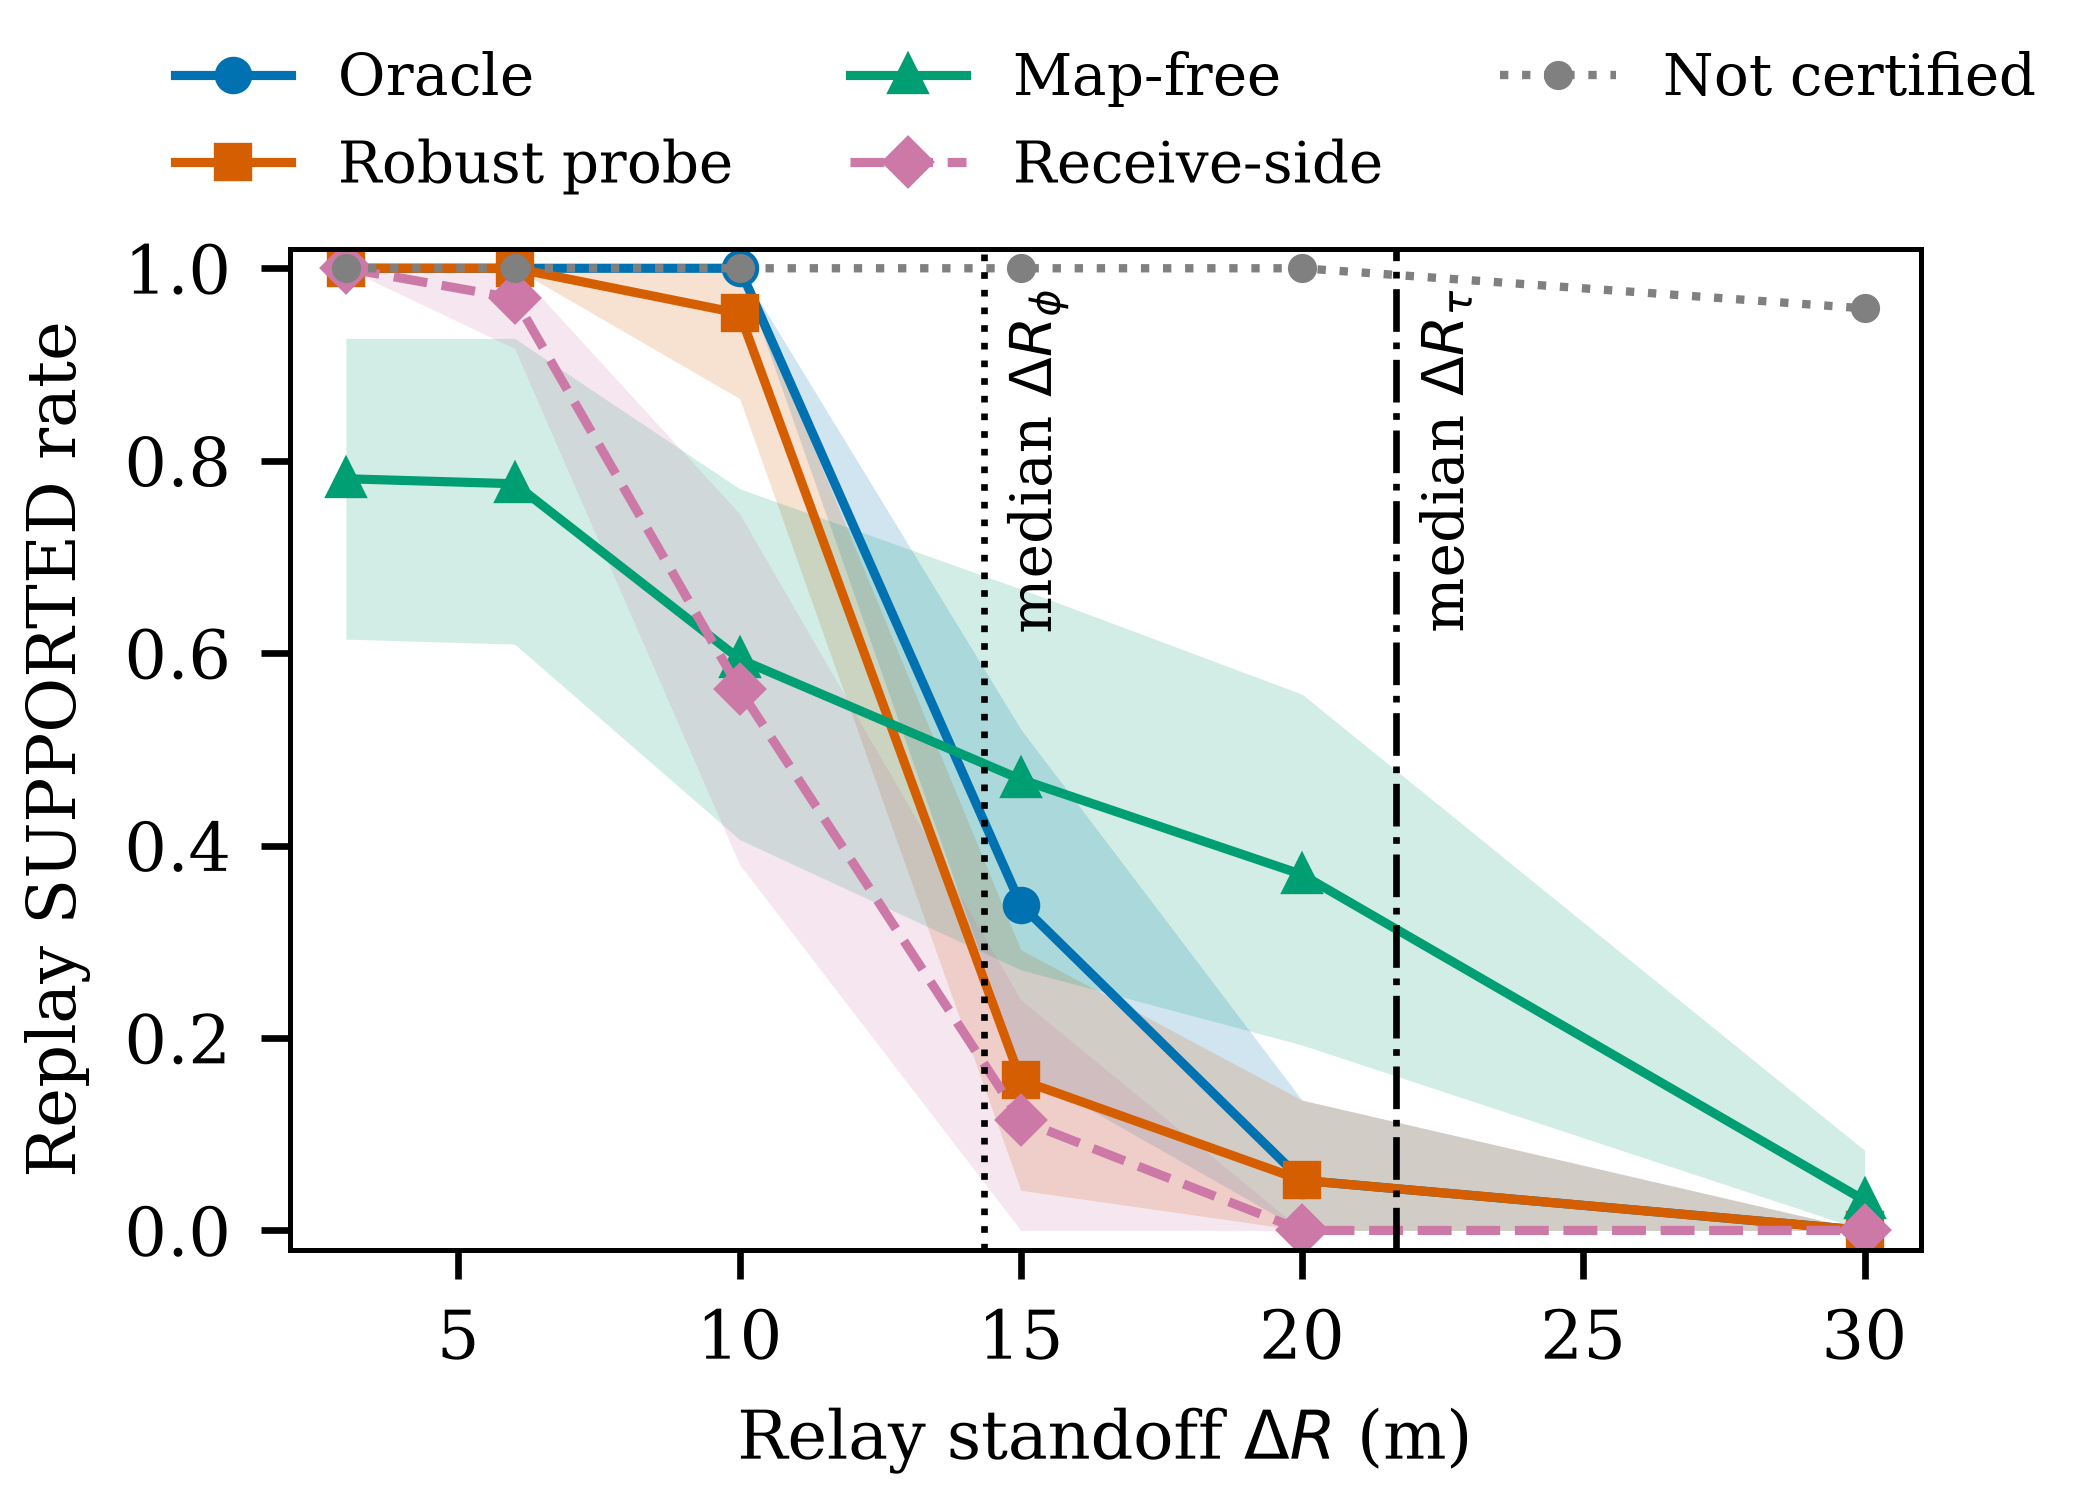 Oracle
Robust probe
Map-free
Receive-side
Not certified
Replay SUPPORTED rate
1.0
0.8
0.6
0.4
0.2
0.0
median ΔR_ϕ
median ΔR_τ
5 10 15 20 25 30
Relay standoff ΔR (m)